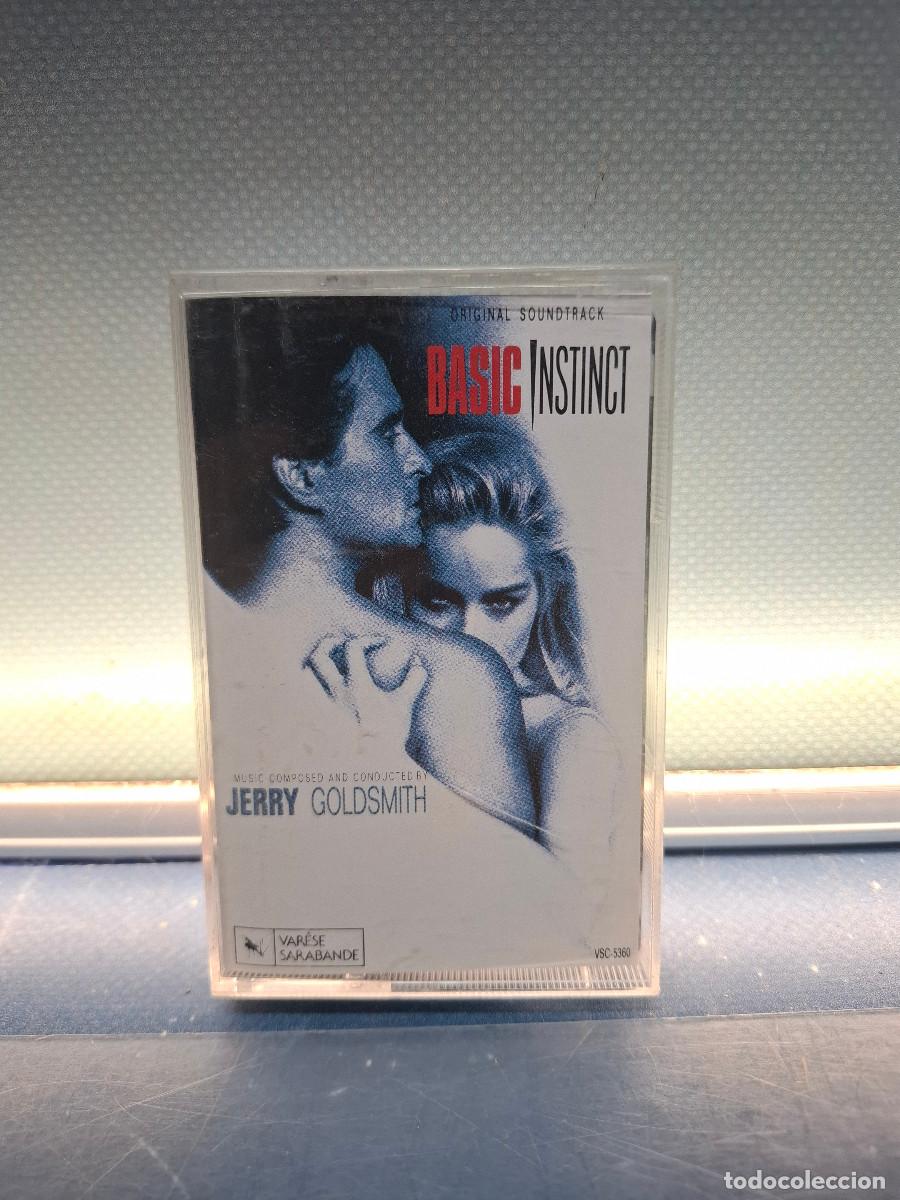 ORIGINAL SOUNDTRACK
BASIC INSTINCT
MUSIC COMPOSED AND CONDUCTED BY
JERRY GOLDSMITH
VARÈSE
SARABANDE
VSC-5360
todocoleccion